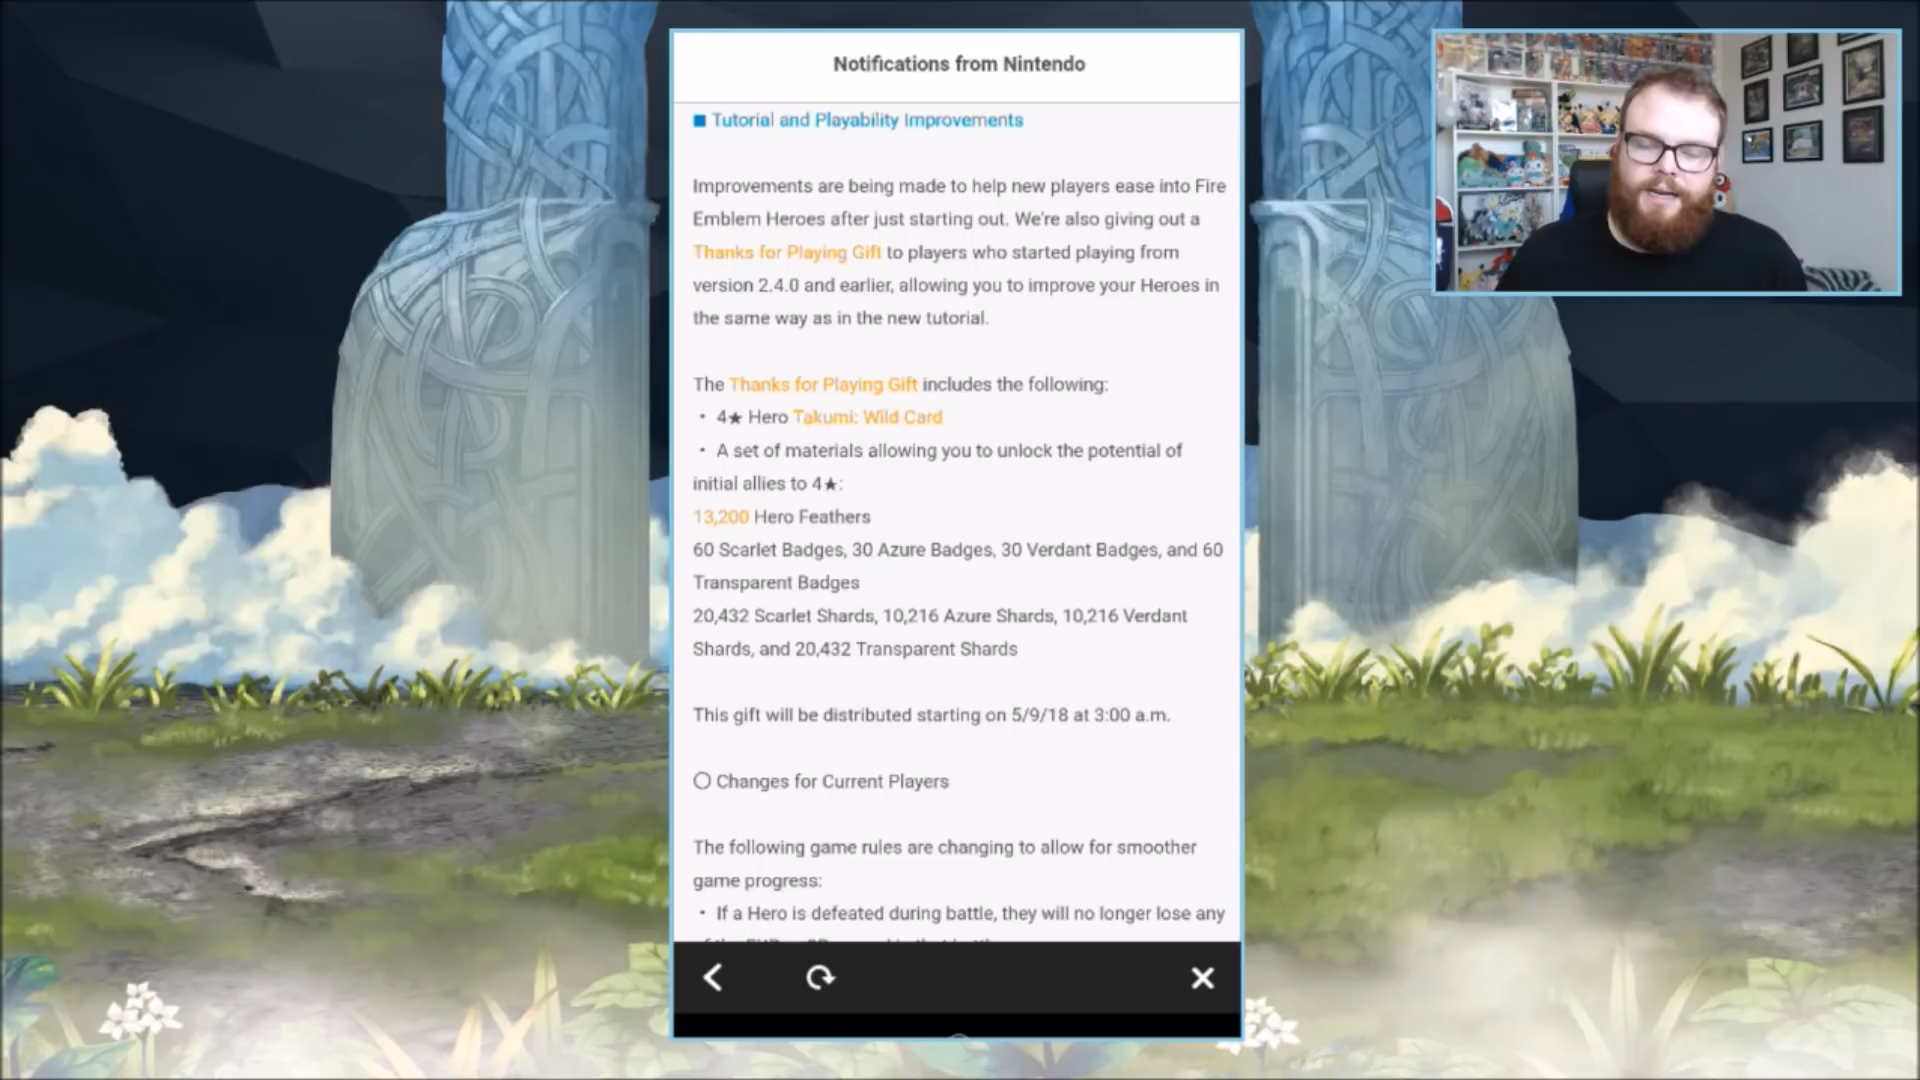 Notifications from Nintendo
■ Tutorial and Playability Improvements
Improvements are being made to help new players ease into Fire
Emblem Heroes after just starting out. We're also giving out a
Thanks for Playing Gift to players who started playing from
version 2.4.0 and earlier, allowing you to improve your Heroes in
the same way as in the new tutorial.
The Thanks for Playing Gift includes the following:
・ 4★ Hero Takumi: Wild Card
・ A set of materials allowing you to unlock the potential of
initial allies to 4★:
13,200 Hero Feathers
60 Scarlet Badges, 30 Azure Badges, 30 Verdant Badges, and 60
Transparent Badges
20,432 Scarlet Shards, 10,216 Azure Shards, 10,216 Verdant
Shards, and 20,432 Transparent Shards
This gift will be distributed starting on 5/9/18 at 3:00 a.m.
○ Changes for Current Players
The following game rules are changing to allow for smoother
game progress:
・ If a Hero is defeated during battle, they will no longer lose any